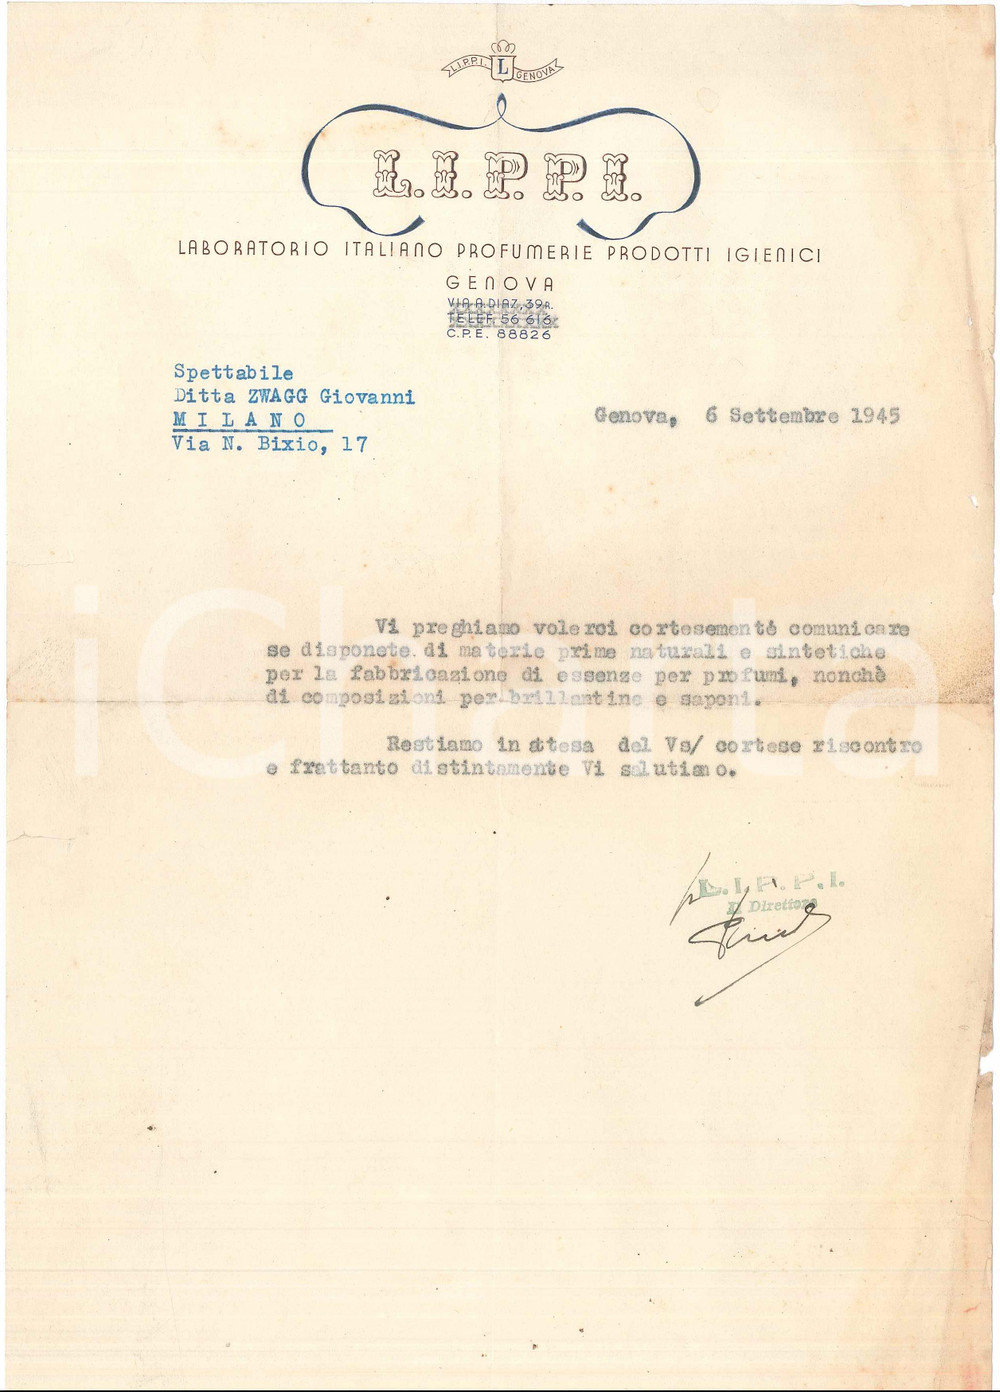 L.I.P.P.I. L GENOVA
L.I.P.P.I.
LABORATORIO ITALIANO PROFUMERIE PRODOTTI IGIENICI
GENOVA
VIA A. DIAZ, 39 R.
TELEF. 56 616
C.P.E. 88826
Spettabile
Ditta ZWAGG Giovanni
MILANO
Via N. Bixio, 17
Genova, 6 Settembre 1945
Vi preghiamo volerci cortesementé comunicare
se disponete di materie prime naturali e sintetiche
per la fabbricazione di essenze per profumi, nonchè
di composizioni per brillantine e saponi.
Restiamo in attesa del Vs/ cortese riscontro
e frattanto distintamente Vi salutiamo.
L.I.P.P.I.
Il Direttore
iCharta